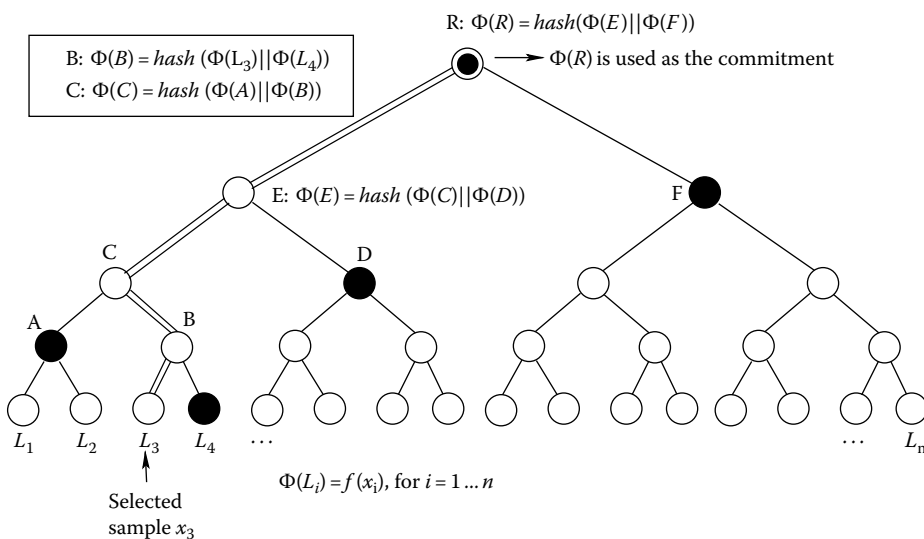 R: Φ(R) = hash(Φ(E)||Φ(F))
B: Φ(B) = hash (Φ(L₃)||Φ(L₄))
C: Φ(C) = hash (Φ(A)||Φ(B))
Φ(R) is used as the commitment
E: Φ(E) = hash (Φ(C)||Φ(D))
F
C
D
A
B
L₁ L₂ L₃ L₄ ... ... Lₙ
Φ(Lᵢ) = f(xᵢ), for i = 1 ... n
Selected
sample x₃